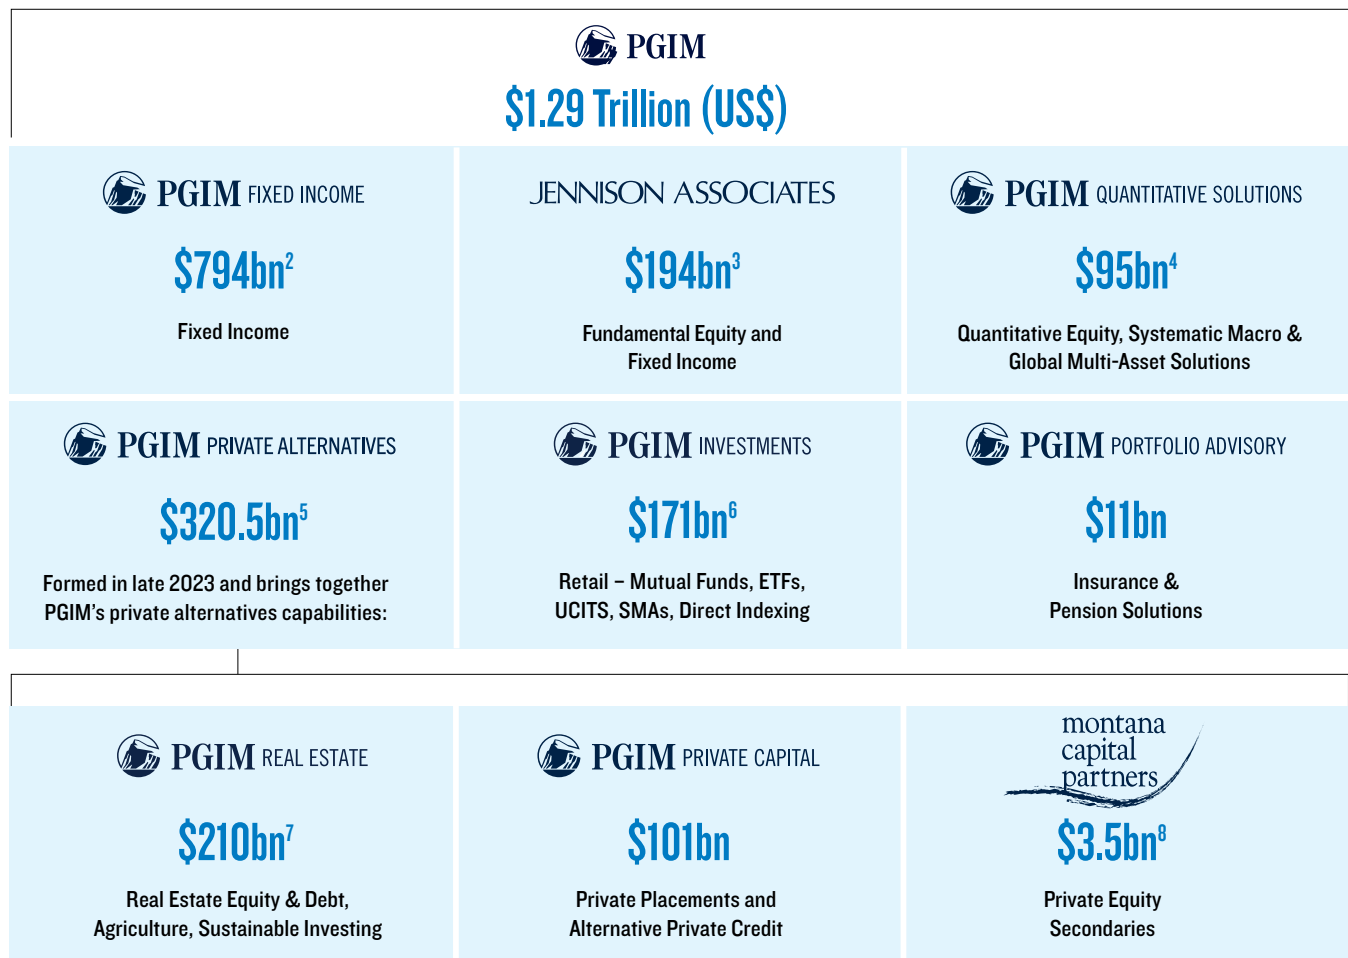 PGIM
$1.29 Trillion (US$)
PGIM FIXED INCOME
$794bn2
Fixed Income
JENNISON ASSOCIATES
$194bn3
Fundamental Equity and
Fixed Income
PGIM QUANTITATIVE SOLUTIONS
$95bn4
Quantitative Equity, Systematic Macro &
Global Multi-Asset Solutions
PGIM PRIVATE ALTERNATIVES
$320.5bn5
Formed in late 2023 and brings together
PGIM’s private alternatives capabilities:
PGIM INVESTMENTS
$171bn6
Retail – Mutual Funds, ETFs,
UCITS, SMAs, Direct Indexing
PGIM PORTFOLIO ADVISORY
$11bn
Insurance &
Pension Solutions
PGIM REAL ESTATE
$210bn7
Real Estate Equity & Debt,
Agriculture, Sustainable Investing
PGIM PRIVATE CAPITAL
$101bn
Private Placements and
Alternative Private Credit
montana
capital
partners
$3.5bn8
Private Equity
Secondaries